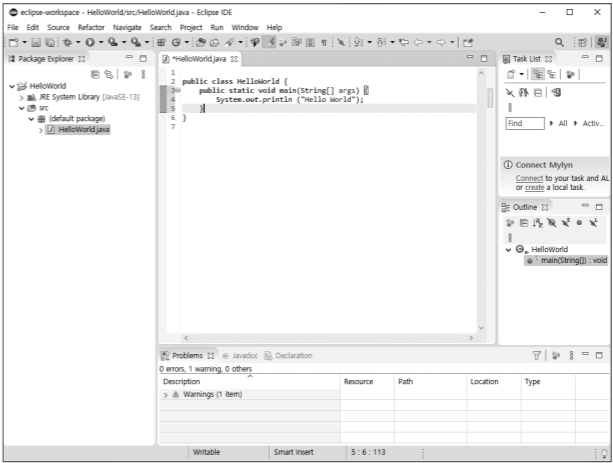 eclipse-workspace - HelloWorld/src/HelloWorld.java - Eclipse IDE
File Edit Source Refactor Navigate Search Project Run Window Help
Package Explorer
HelloWorld
JRE System Library [JavaSE-13]
src
(default package)
HelloWorld.java
*HelloWorld.java
1
2 public class HelloWorld {
3 public static void main(String[] args) {
4 System.out.println ("Hello World");
5 }
6 }
7
Task List
Find All Activ...
Connect Mylyn
Connect to your task and AL
or create a local task.
Outline
HelloWorld
main(String[]) : void
Problems Javadoc Declaration
0 errors, 1 warning, 0 others
Description Resource Path Location Type
Warnings (1 item)
Writable Smart Insert 5 : 6 : 113